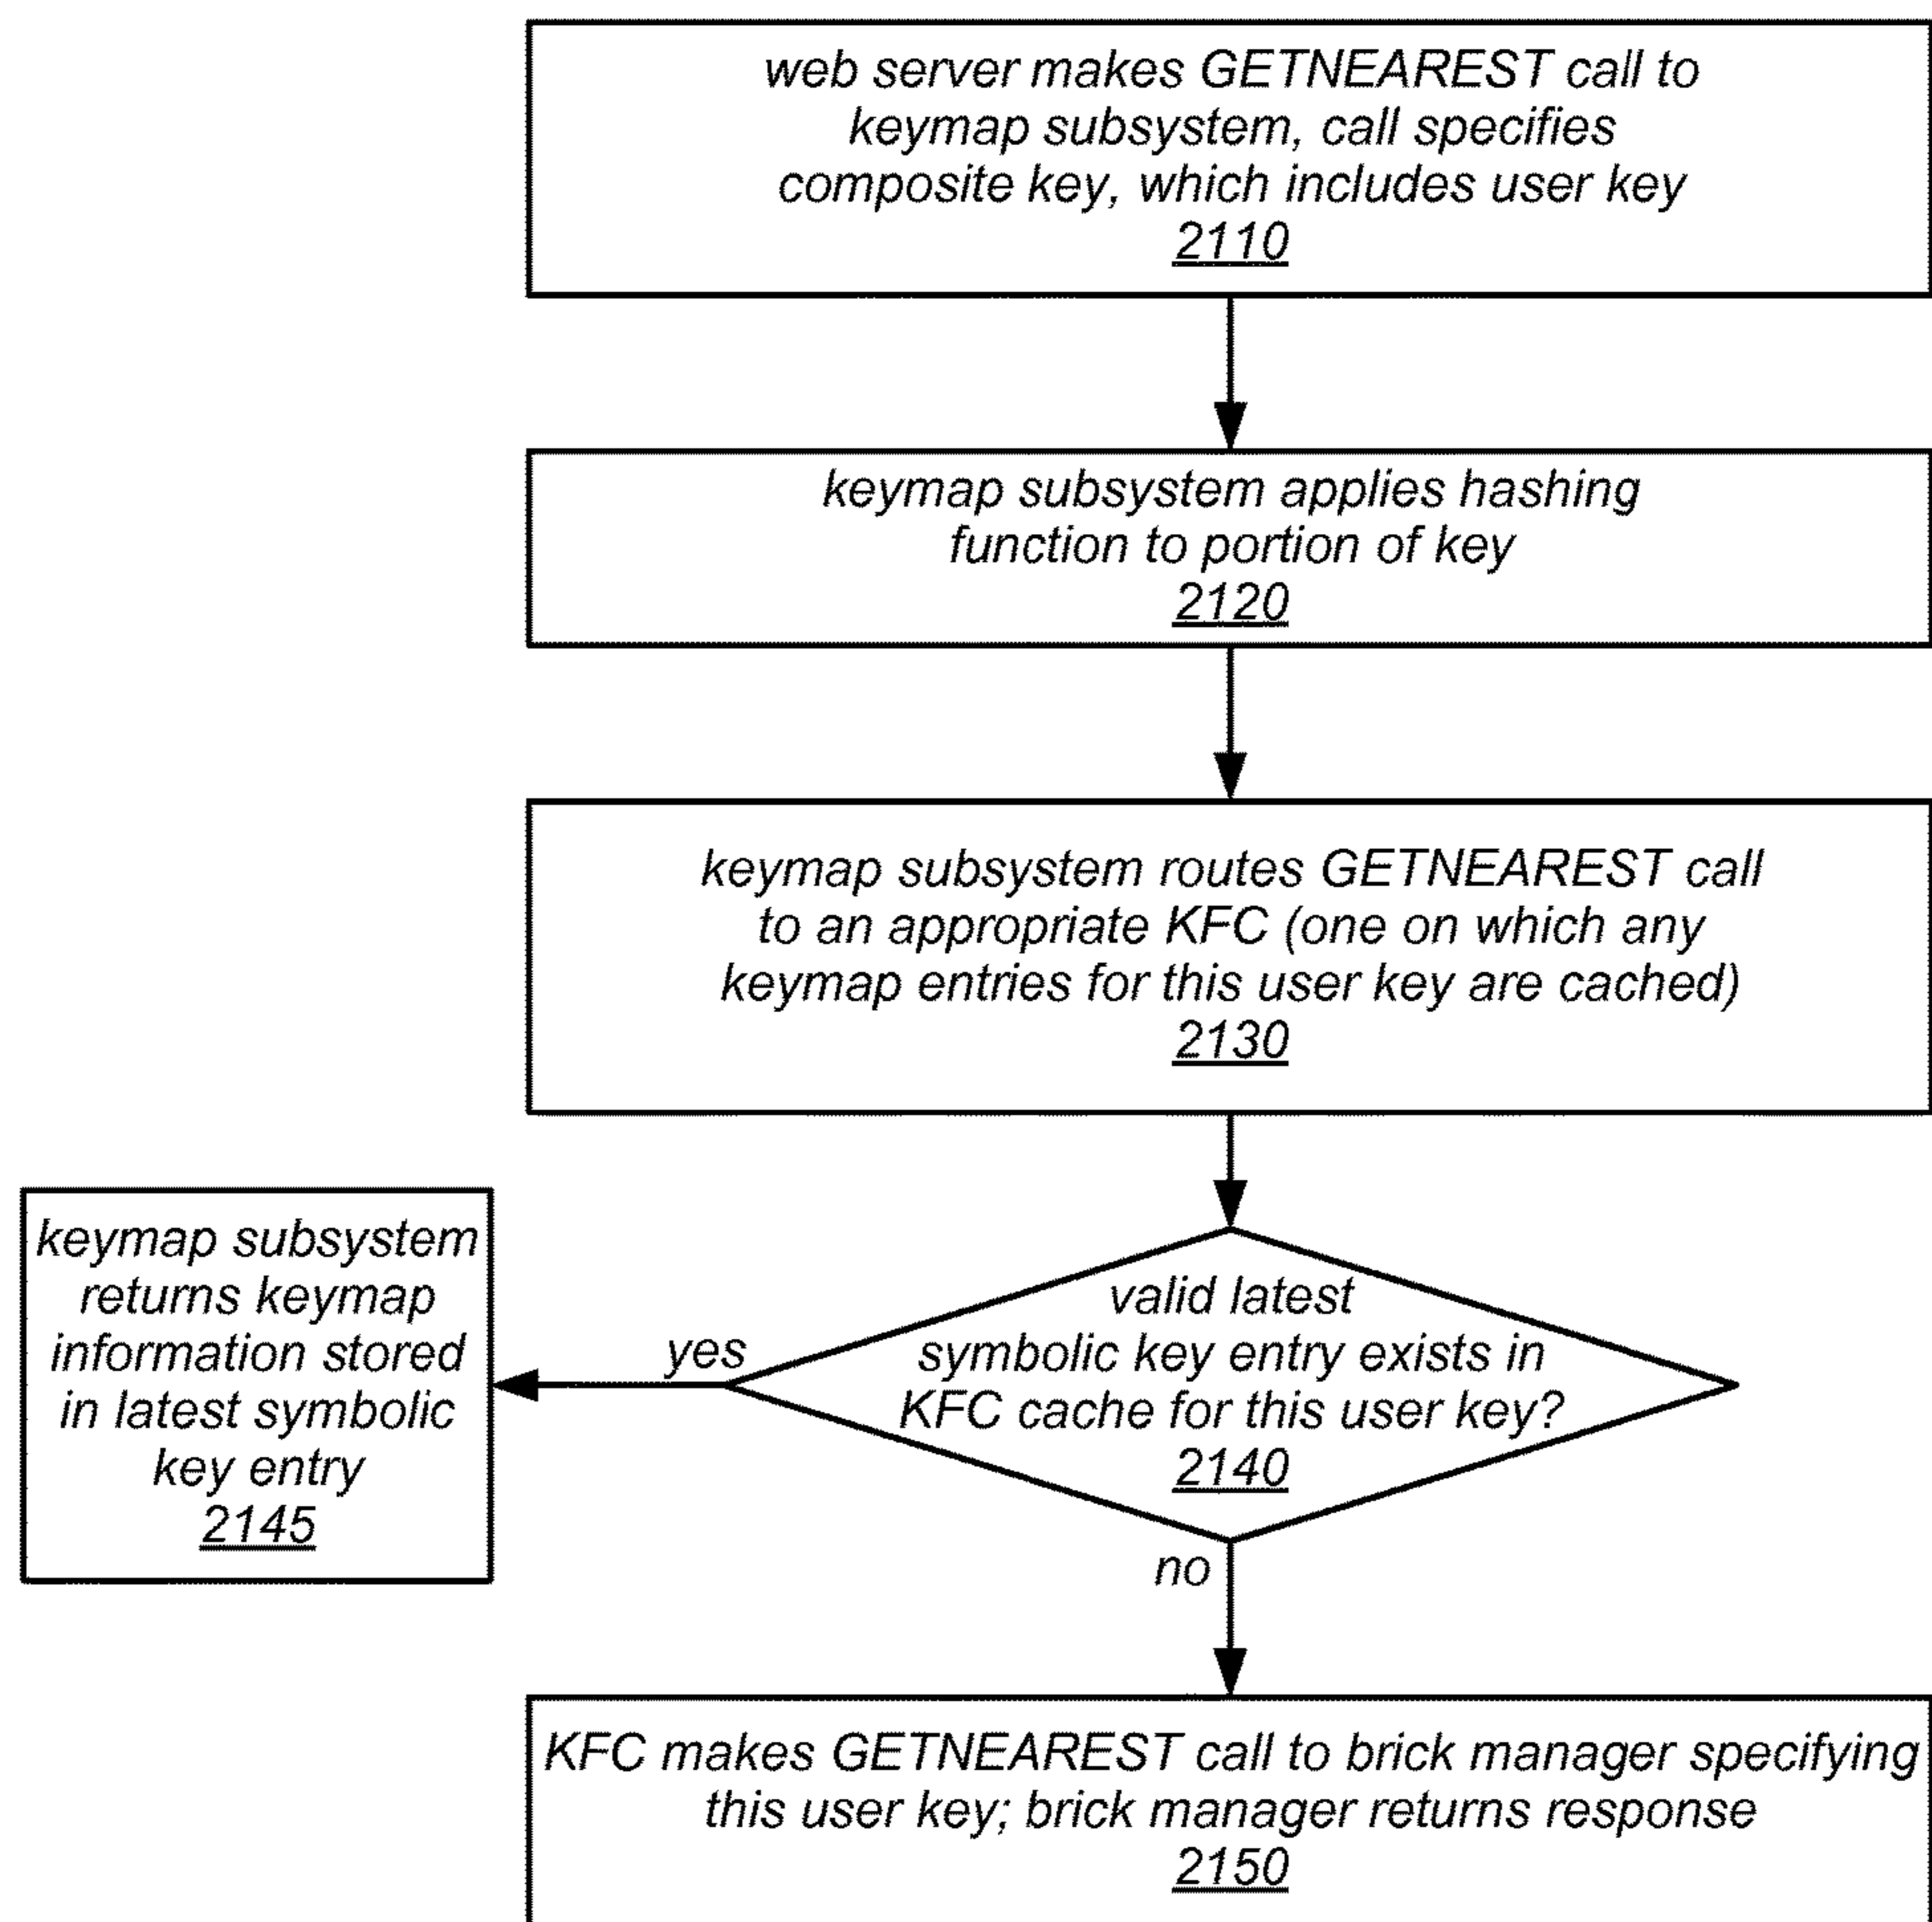 web server makes GETNEAREST call to
keymap subsystem, call specifies
composite key, which includes user key
2110
keymap subsystem applies hashing
function to portion of key
2120
keymap subsystem routes GETNEAREST call
to an appropriate KFC (one on which any
keymap entries for this user key are cached)
2130
valid latest
symbolic key entry exists in
KFC cache for this user key?
2140
yes
keymap subsystem
returns keymap
information stored
in latest symbolic
key entry
2145
no
KFC makes GETNEAREST call to brick manager specifying
this user key; brick manager returns response
2150